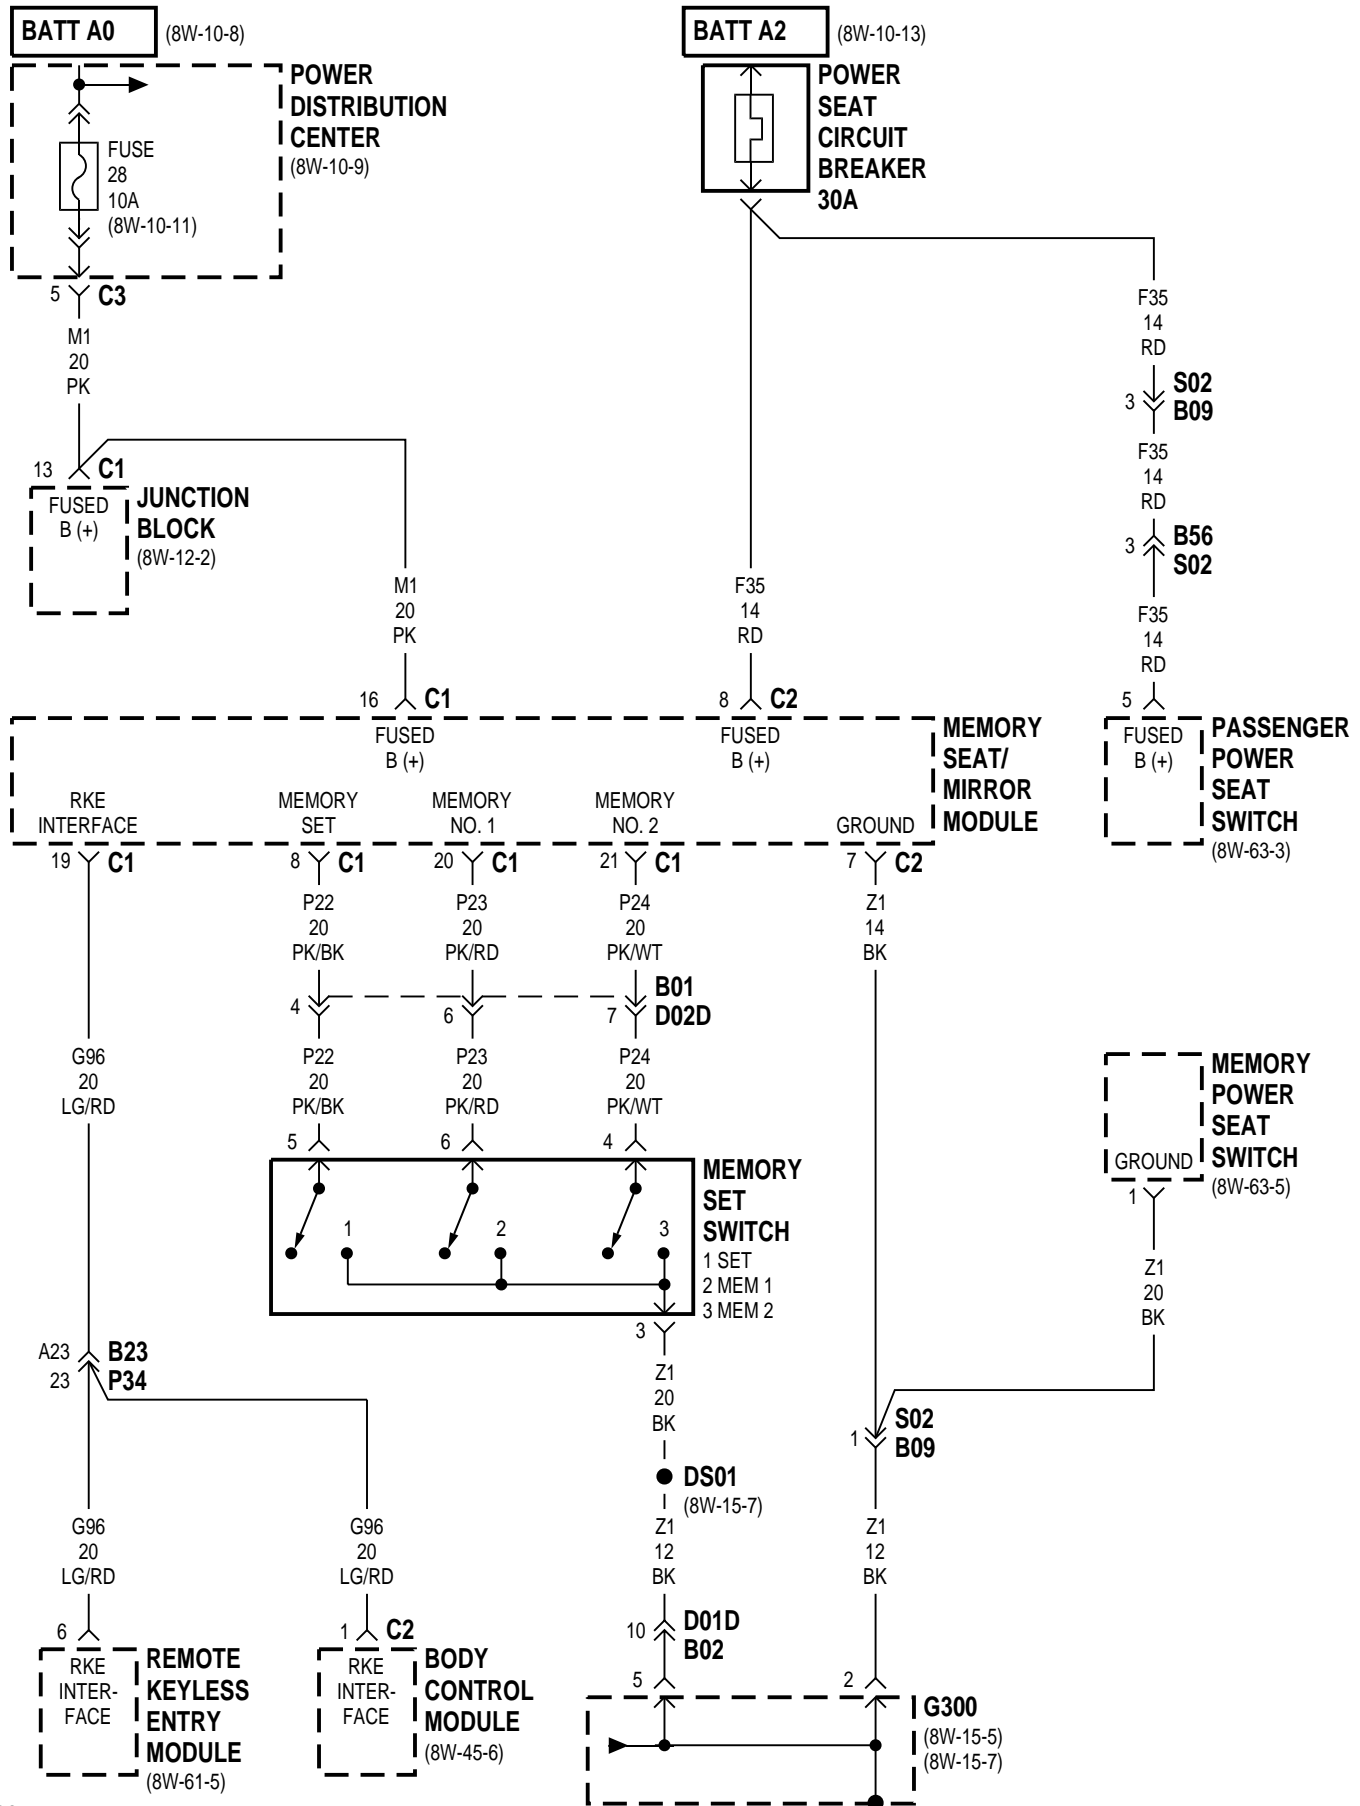 BATT A0 (8W-10-8)
POWER
DISTRIBUTION
CENTER
(8W-10-9)
FUSE
28
10A
(8W-10-11)
5 C3
M1
20
PK
13 C1
FUSED
B (+)
JUNCTION
BLOCK
(8W-12-2)
M1
20
PK
16 C1
BATT A2 (8W-10-13)
POWER
SEAT
CIRCUIT
BREAKER
30A
F35
14
RD
8 C2
F35
14
RD
3
S02
B09
F35
14
RD
3
B56
S02
F35
14
RD
5
FUSED
B (+)
PASSENGER
POWER
SEAT
SWITCH
(8W-63-3)
FUSED
B (+)
FUSED
B (+)
MEMORY
SEAT/
MIRROR
MODULE
RKE
INTERFACE
MEMORY
SET
MEMORY
NO. 1
MEMORY
NO. 2
GROUND
19 C1
8 C1
20 C1
21 C1
7 C2
P22
20
PK/BK
P23
20
PK/RD
P24
20
PK/WT
Z1
14
BK
4
6
7
B01
D02D
G96
20
LG/RD
P22
20
PK/BK
P23
20
PK/RD
P24
20
PK/WT
5
6
4
1
2
3
MEMORY
SET
SWITCH
1 SET
2 MEM 1
3 MEM 2
3
Z1
20
BK
DS01
(8W-15-7)
Z1
12
BK
10
D01D
B02
5
MEMORY
POWER
SEAT
SWITCH
(8W-63-5)
GROUND
1
Z1
20
BK
1
S02
B09
Z1
12
BK
2
G300
(8W-15-5)
(8W-15-7)
A23 B23
23 P34
G96
20
LG/RD
G96
20
LG/RD
6
RKE
INTER-
FACE
REMOTE
KEYLESS
ENTRY
MODULE
(8W-61-5)
1 C2
RKE
INTER-
FACE
BODY
CONTROL
MODULE
(8W-45-6)